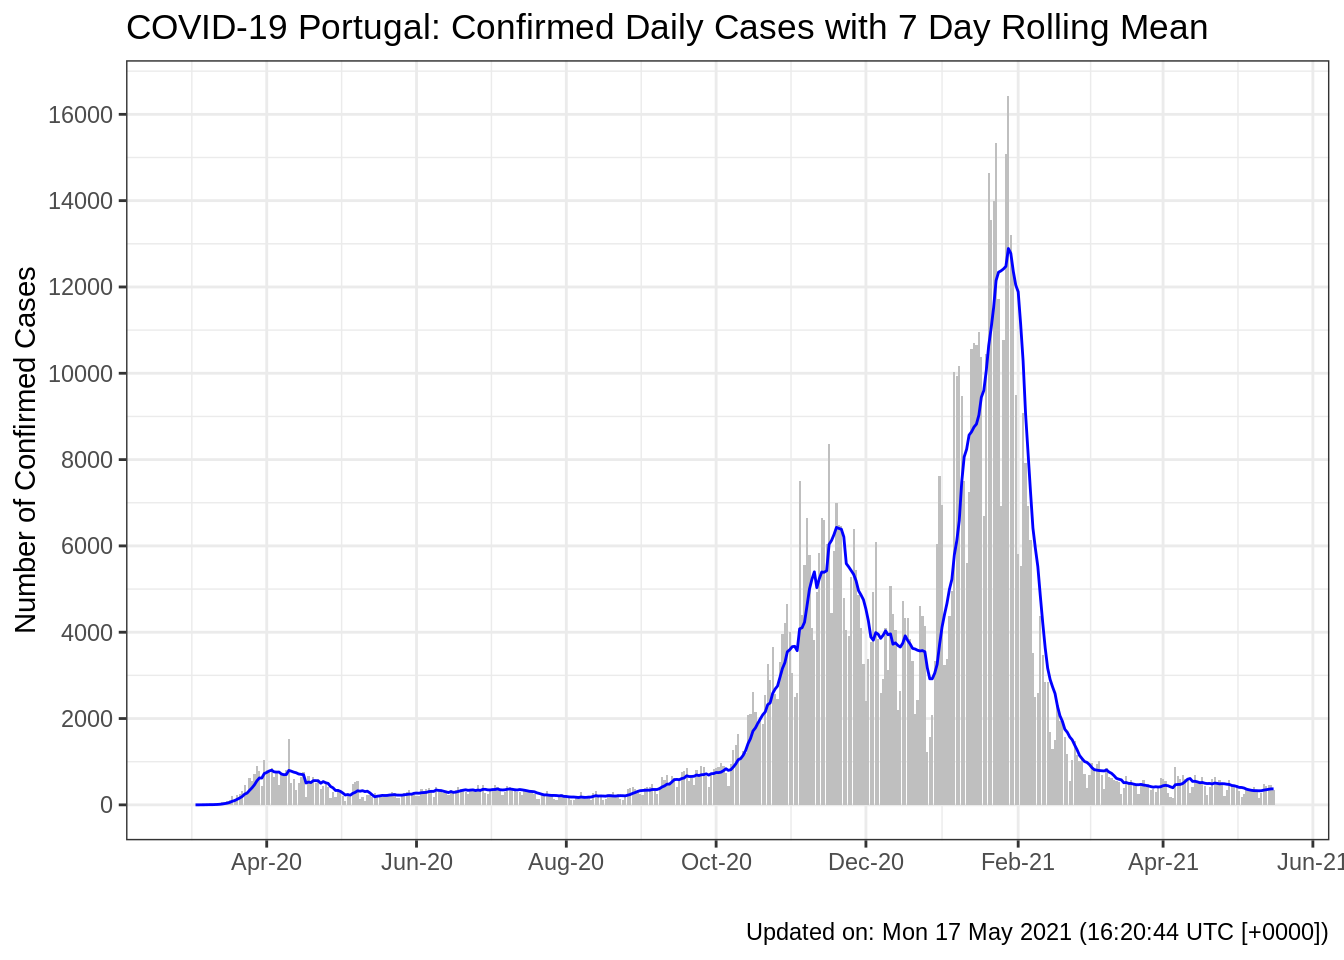 COVID-19 Portugal: Confirmed Daily Cases with 7 Day Rolling Mean
Number of Confirmed Cases
16000
14000
12000
10000
8000
6000
4000
2000
0
Apr-20 Jun-20 Aug-20 Oct-20 Dec-20 Feb-21 Apr-21 Jun-21
Updated on: Mon 17 May 2021 (16:20:44 UTC [+0000])